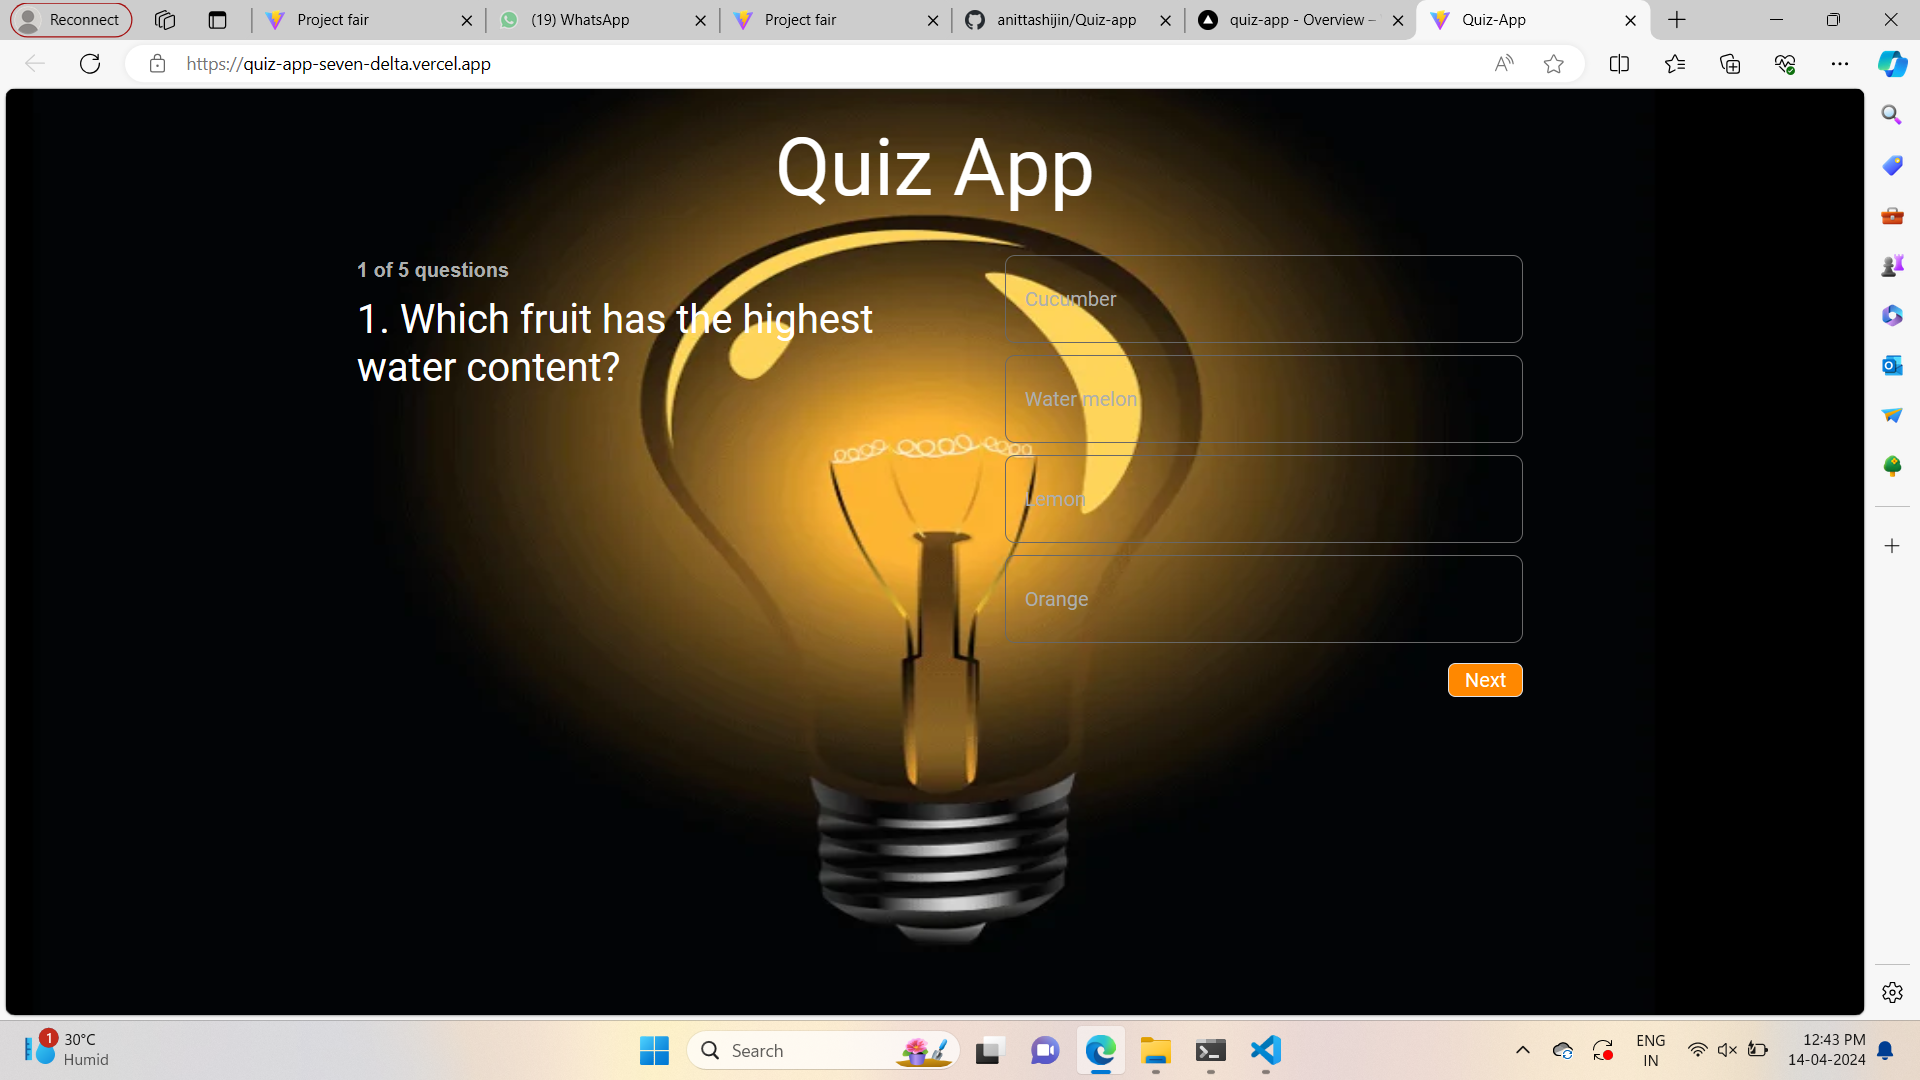 Reconnect
Project fair
(19) WhatsApp
Project fair
anittashijin/Quiz-app
quiz-app - Overview –
Quiz-App
https://quiz-app-seven-delta.vercel.app
Quiz App
1 of 5 questions
1. Which fruit has the highest
water content?
Cucumber
Water melon
Lemon
Orange
Next
1
30°C
Humid
Search
ENG
IN
12:43 PM
14-04-2024